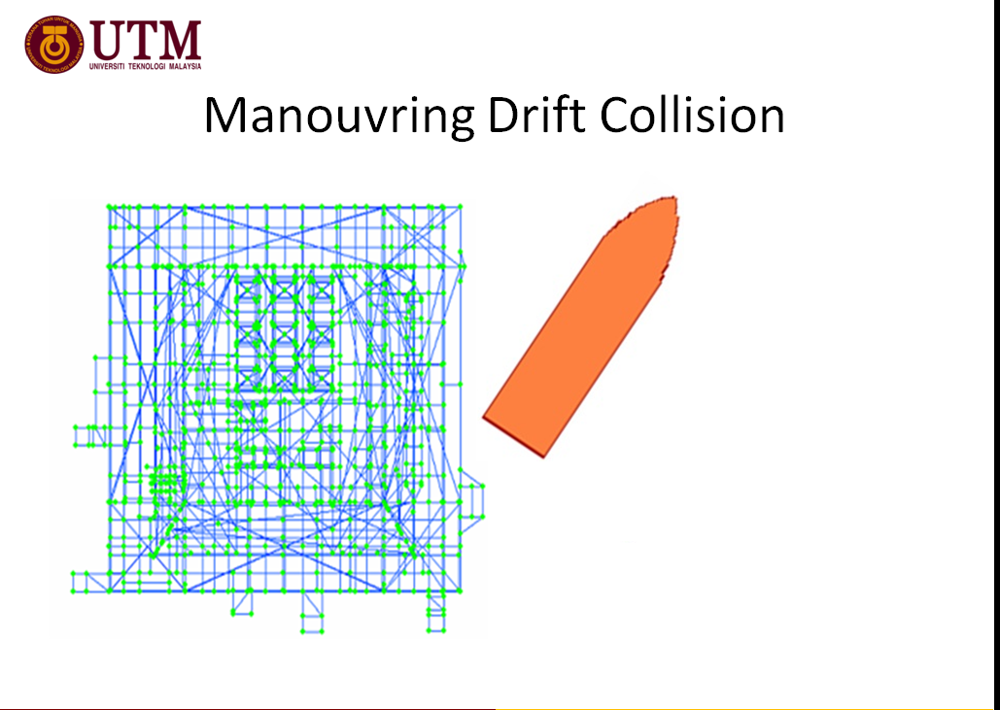 UTM
UNIVERSITI TEKNOLOGI MALAYSIA
Manouvring Drift Collision